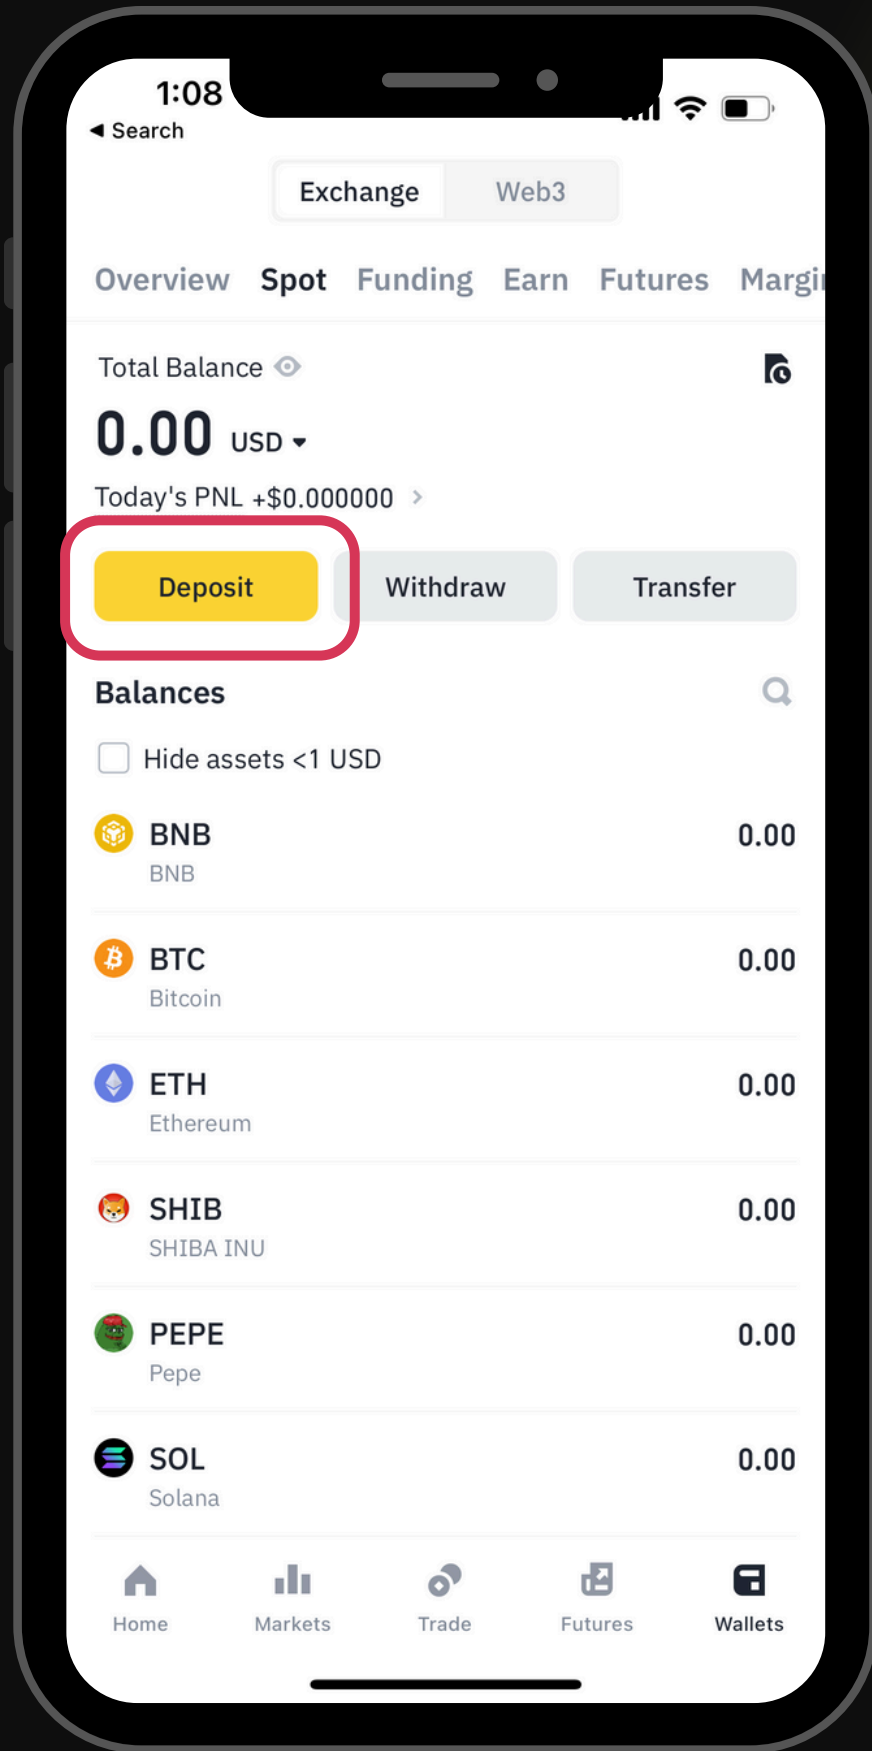 1:08
◀ Search
Exchange Web3
Overview Spot Funding Earn Futures Margi
Total Balance
0.00 USD
Today's PNL +$0.000000
Deposit Withdraw Transfer
Balances
Hide assets <1 USD
BNB 0.00
BNB
BTC 0.00
Bitcoin
ETH 0.00
Ethereum
SHIB 0.00
SHIBA INU
PEPE 0.00
Pepe
SOL 0.00
Solana
Home Markets Trade Futures Wallets